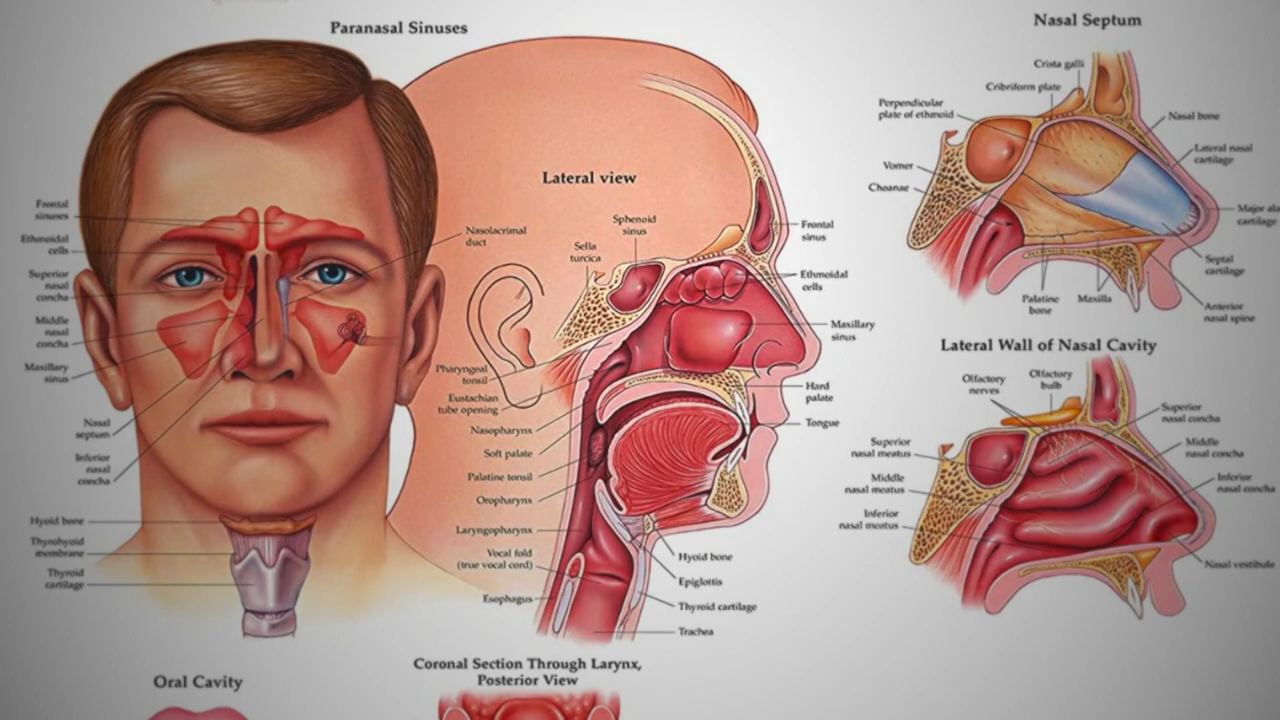 Paranasal Sinuses
Frontal
sinuses
Ethmoidal
cells
Superior
nasal
concha
Middle
nasal
concha
Maxillary
sinus
Nasal
septum
Inferior
nasal
concha
Hyoid bone
Thyrohyoid
membrane
Thyroid
cartilage
Nasolacrimal
duct
Lateral view
Sphenoid
sinus
Sella
turcica
Frontal
sinus
Ethmoidal
cells
Maxillary
sinus
Hard
palate
Tongue
Pharyngeal
tonsil
Eustachian
tube opening
Nasopharynx
Soft palate
Palatine tonsil
Oropharynx
Laryngopharynx
Vocal fold
(true vocal cord)
Esophagus
Hyoid bone
Epiglottis
Thyroid cartilage
Trachea
Nasal Septum
Crista galli
Cribriform plate
Perpendicular
plate of ethmoid
Vomer
Choanae
Nasal bone
Lateral nasal
cartilage
Major ala
cartilage
Septal
cartilage
Anterior
nasal spine
Palatine
bone
Maxilla
Lateral Wall of Nasal Cavity
Olfactory
nerves
Olfactory
bulb
Superior
nasal concha
Middle
nasal concha
Inferior
nasal concha
Superior
nasal meatus
Middle
nasal meatus
Inferior
nasal meatus
Nasal vestibule
Oral Cavity
Coronal Section Through Larynx,
Posterior View